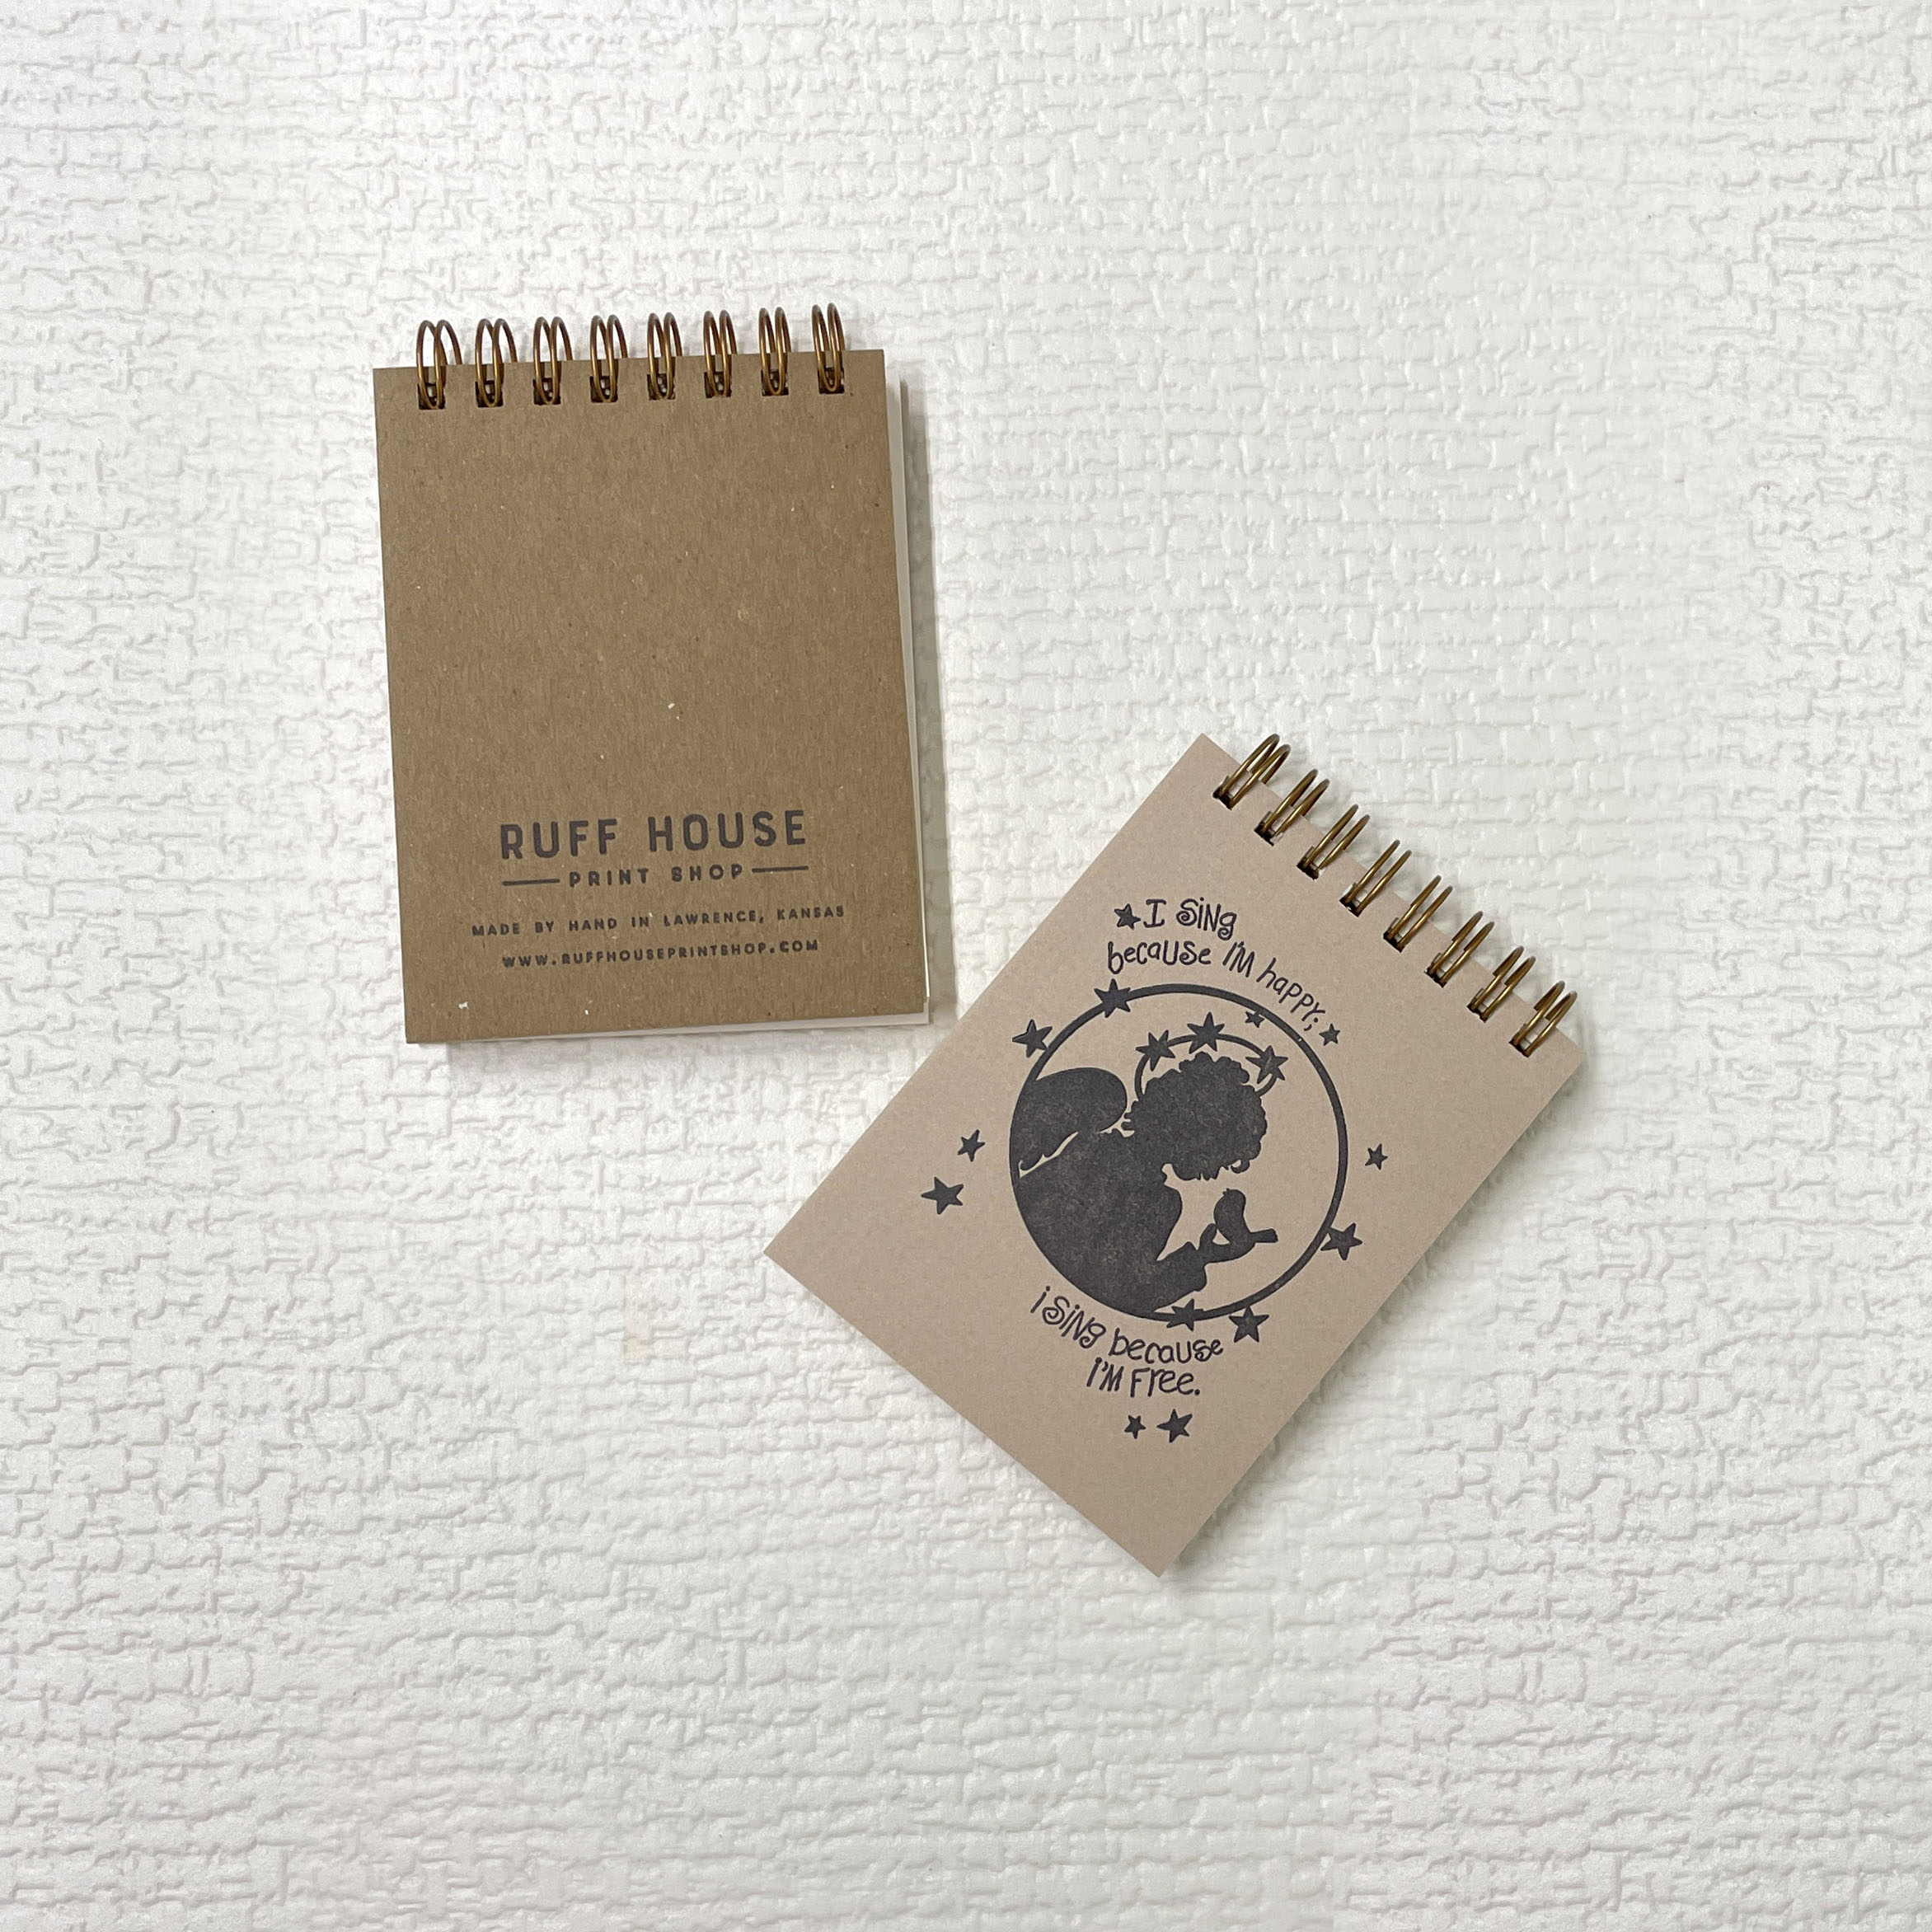 RUFF HOUSE
PRINT SHOP
MADE BY HAND IN LAWRENCE, KANSAS
WWW.RUFFHOUSEPRINTSHOP.COM
I SiNg
because I'M happy;
i SiNg because
I'M Free.